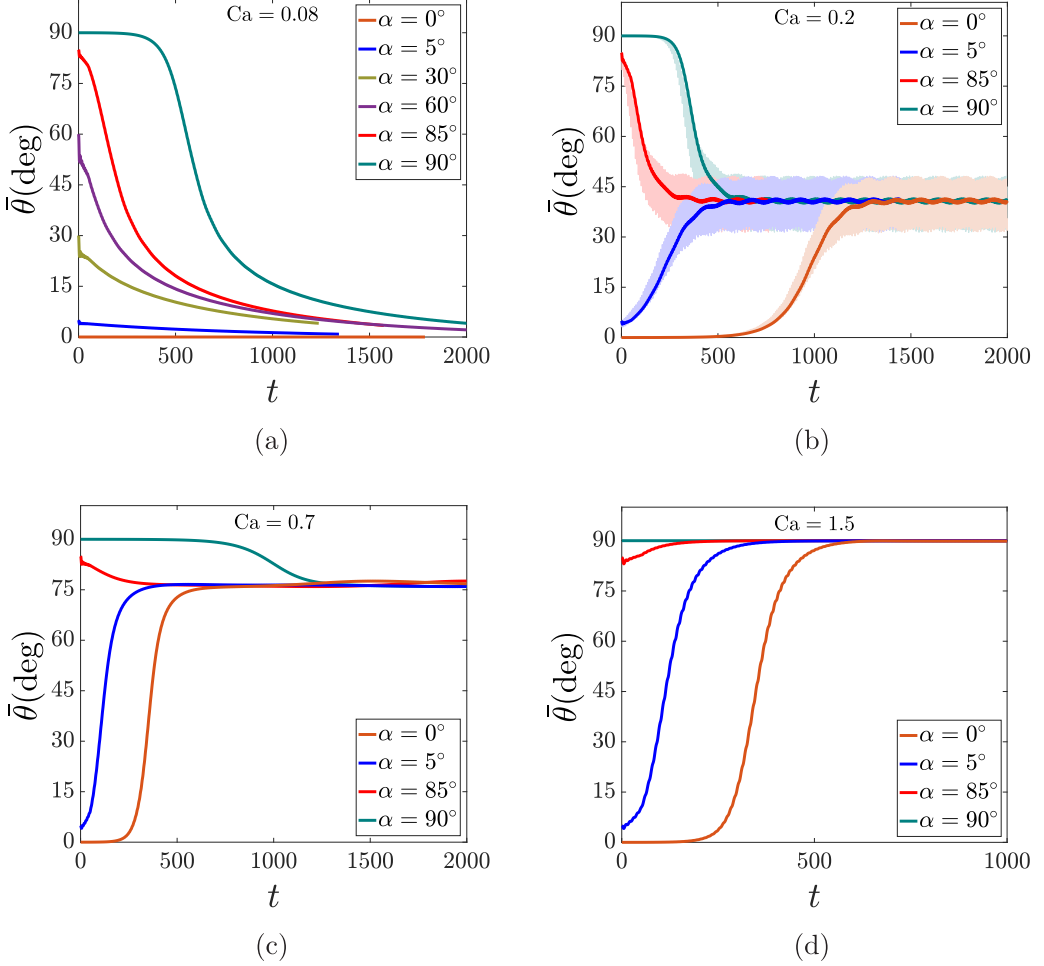 Ca = 0.08
α = 0°
α = 5°
α = 30°
α = 60°
α = 85°
α = 90°
90
75
60
45
30
15
0
θ̄(deg)
0 500 1000 1500 2000
t
(a)
Ca = 0.2
α = 0°
α = 5°
α = 85°
α = 90°
90
75
60
45
30
15
0
θ̄(deg)
0 500 1000 1500 2000
t
(b)
Ca = 0.7
90
75
60
45
30
15
0
θ̄(deg)
α = 0°
α = 5°
α = 85°
α = 90°
0 500 1000 1500 2000
t
(c)
Ca = 1.5
90
75
60
45
30
15
0
θ̄(deg)
α = 0°
α = 5°
α = 85°
α = 90°
0 500 1000
t
(d)